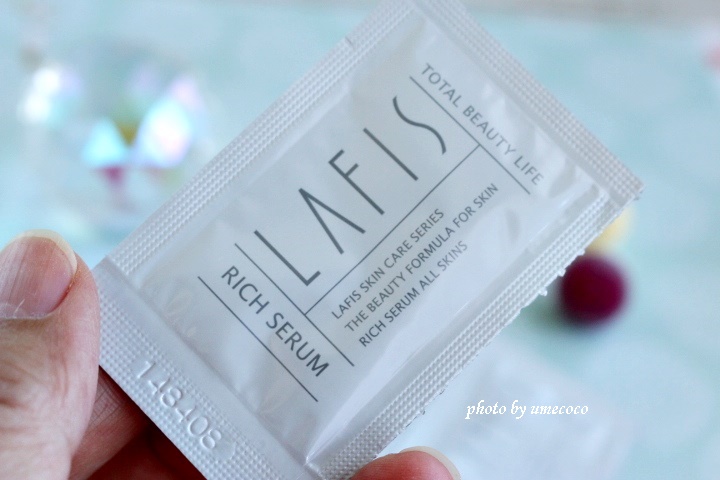 TOTAL BEAUTY LIFE
LAFIS
LAFIS SKIN CARE SERIES
THE BEAUTY FORMULA FOR SKIN
RICH SERUM ALL SKINS
RICH SERUM
148408
photo by umecoco